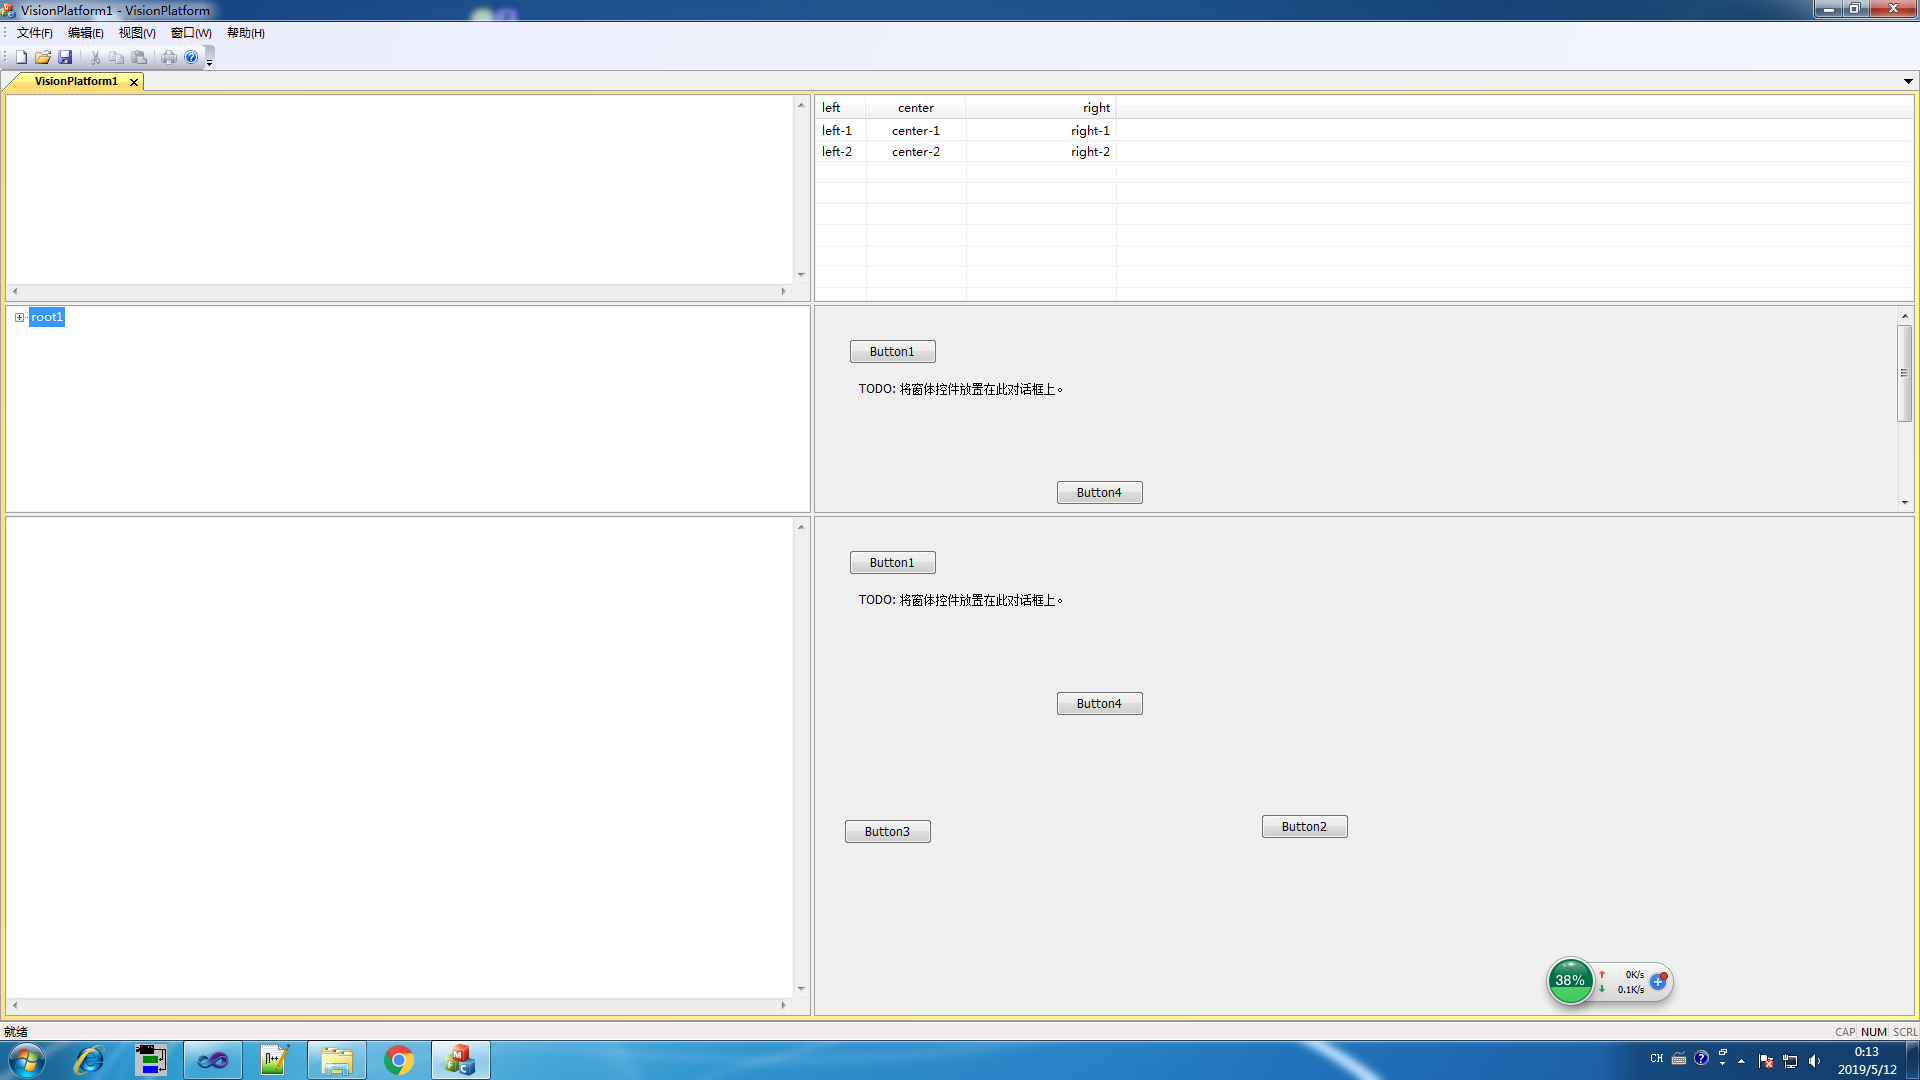 VisionPlatform1 - VisionPlatform
文件(F) 编辑(E) 视图(V) 窗口(W) 帮助(H)
VisionPlatform1
left center right
left-1 center-1 right-1
left-2 center-2 right-2
root1
Button1
TODO: 将窗体控件放置在此对话框上。
Button4
Button1
TODO: 将窗体控件放置在此对话框上。
Button4
Button3
Button2
38%
0K/s
0.1K/s
就绪
CAP NUM SCRL
CH
0:13
2019/5/12